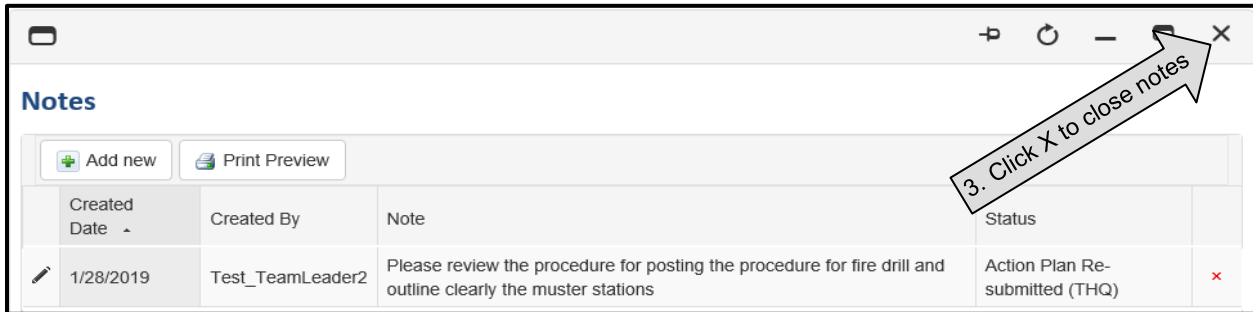 Notes
Add new
Print Preview
3. Click X to close notes
Created
Date
Created By
Note
Status
1/28/2019
Test_TeamLeader2
Please review the procedure for posting the procedure for fire drill and
outline clearly the muster stations
Action Plan Re-
submitted (THQ)